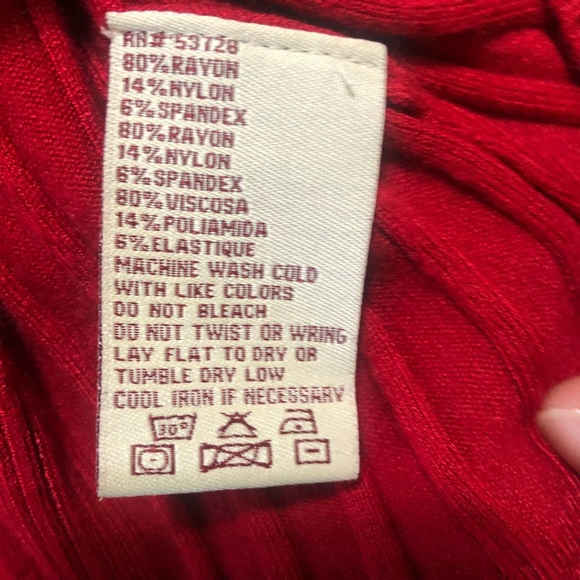 RN# 53728
80%RAYON
14%NYLON
6%SPANDEX
80%RAYON
14%NYLON
6%SPANDEX
80%VISCOSA
14%POLIAMIDA
6%ELASTIQUE
MACHINE WASH COLD
WITH LIKE COLORS
DO NOT BLEACH
DO NOT TWIST OR WRING
LAY FLAT TO DRY OR
TUMBLE DRY LOW
COOL IRON IF NECESSARY
30°